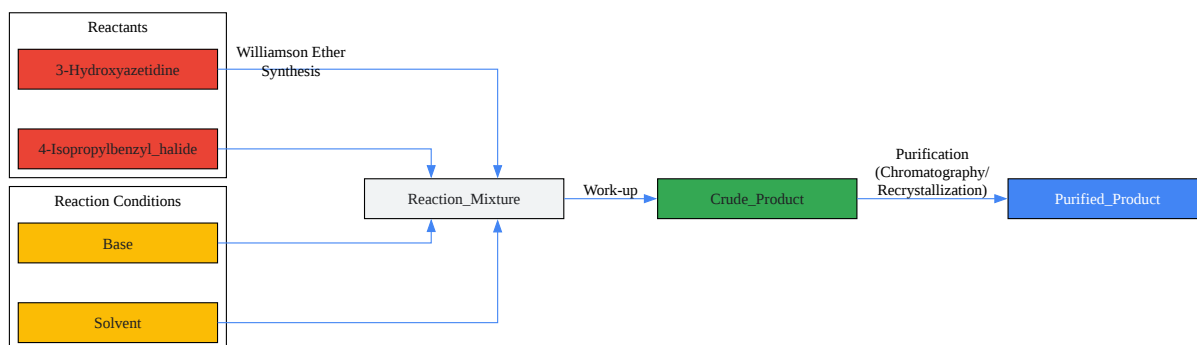 Reactants
3-Hydroxyazetidine
Williamson Ether
Synthesis
4-Isopropylbenzyl_halide
Reaction Conditions
Base
Solvent
Reaction_Mixture
Work-up
Crude_Product
Purification
(Chromatography/
Recrystallization)
Purified_Product